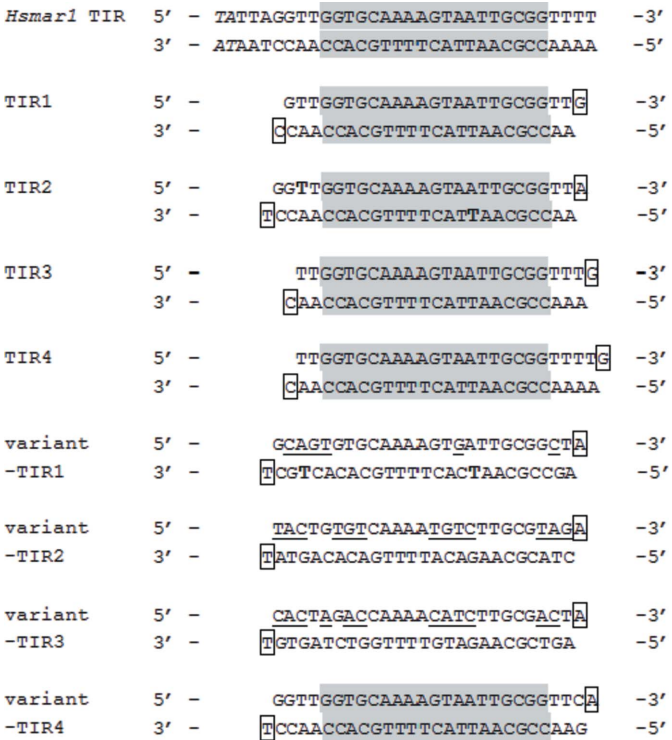 Hsmar1 TIR 5′ – TATTAGGTTGGTGCAAAAGTAATTGCGGTTTT –3′
3′ – ATAATCCAACCACGTTTTCATTAACGCCAAAA –5′
TIR1 5′ – GTTGGTGCAAAAGTAATTGCGGTTG –3′
3′ – CCAACCACGTTTTCATTAACGCCAA –5′
TIR2 5′ – GGTTGGTGCAAAAGTAATTGCGGTTA –3′
3′ – TCCAACCACGTTTTCATTAACGCCAA –5′
TIR3 5′ – TTGGTGCAAAAGTAATTGCGGTTTG –3′
3′ – CAACCACGTTTTCATTAACGCCAAA –5′
TIR4 5′ – TTGGTGCAAAAGTAATTGCGGTTTTG –3′
3′ – CAACCACGTTTTCATTAACGCCAAAA –5′
variant 5′ – GCAGTGTGCAAAAGTGATTGCGGCTA –3′
-TIR1 3′ – TCGTCACACGTTTTCACTAACGCCGA –5′
variant 5′ – TACTGTGTCAAAATGTCTTGCGTAGA –3′
-TIR2 3′ – TATGACACAGTTTTACAGAACGCATC –5′
variant 5′ – CACTAGACCAAAACATCTTGCGACTA –3′
-TIR3 3′ – TGTGATCTGGTTTTGTAGAACGCTGA –5′
variant 5′ – GGTTGGTGCAAAAGTAATTGCGGTTCA –3′
-TIR4 3′ – TCCAACCACGTTTTCATTAACGCCAAG –5′